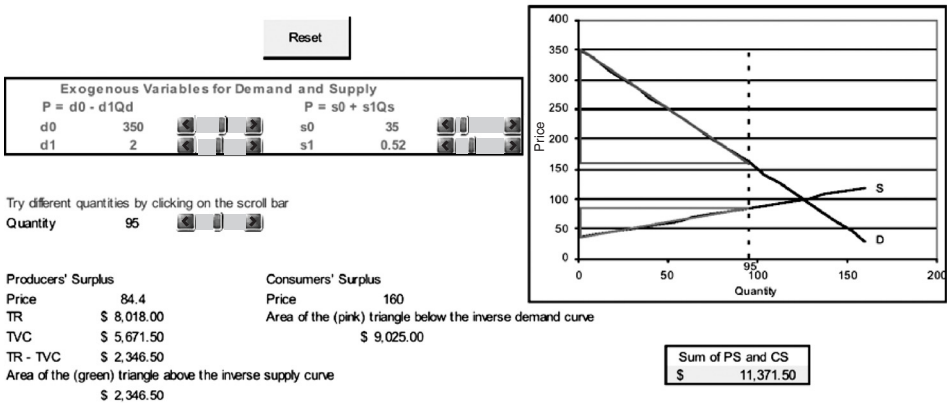 Reset
Exogenous Variables for Demand and Supply
P = d0 - d1Qd P = s0 + s1Qs
d0 350 s0 35
d1 2 s1 0.52
Try different quantities by clicking on the scroll bar
Quantity 95
Producers' Surplus Consumers' Surplus
Price 84.4 Price 160
TR $ 8,018.00 Area of the (pink) triangle below the inverse demand curve
TVC $ 5,671.50 $ 9,025.00
TR - TVC $ 2,346.50
Area of the (green) triangle above the inverse supply curve
$ 2,346.50
400
350
300
250
200
150
100
50
0
Price
S
D
0 50 95 100 150 200
Quantity
Sum of PS and CS
$ 11,371.50